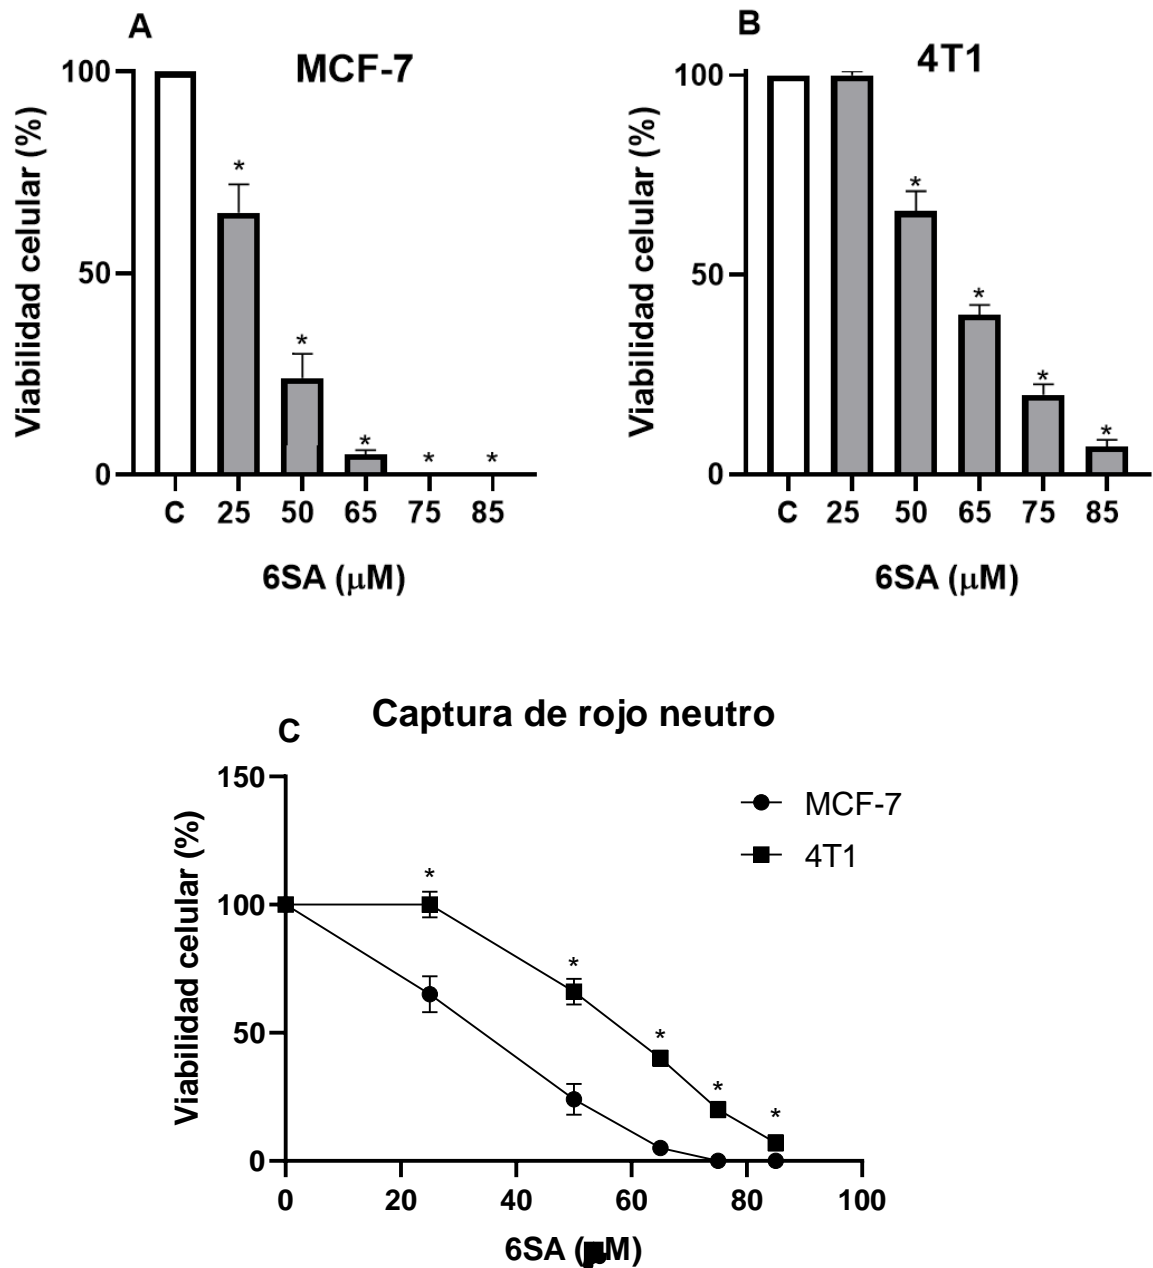 A
MCF-7
Viabilidad celular (%)
100
50
0
*
*
*
*
*
C 25 50 65 75 85
6SA (μM)
B
4T1
Viabilidad celular (%)
100
50
0
*
*
*
*
*
C 25 50 65 75 85
6SA (μM)
C
Captura de rojo neutro
Viabilidad celular (%)
150
100
50
0
MCF-7
4T1
*
*
*
*
*
0 20 40 60 80 100
6SA (μM)